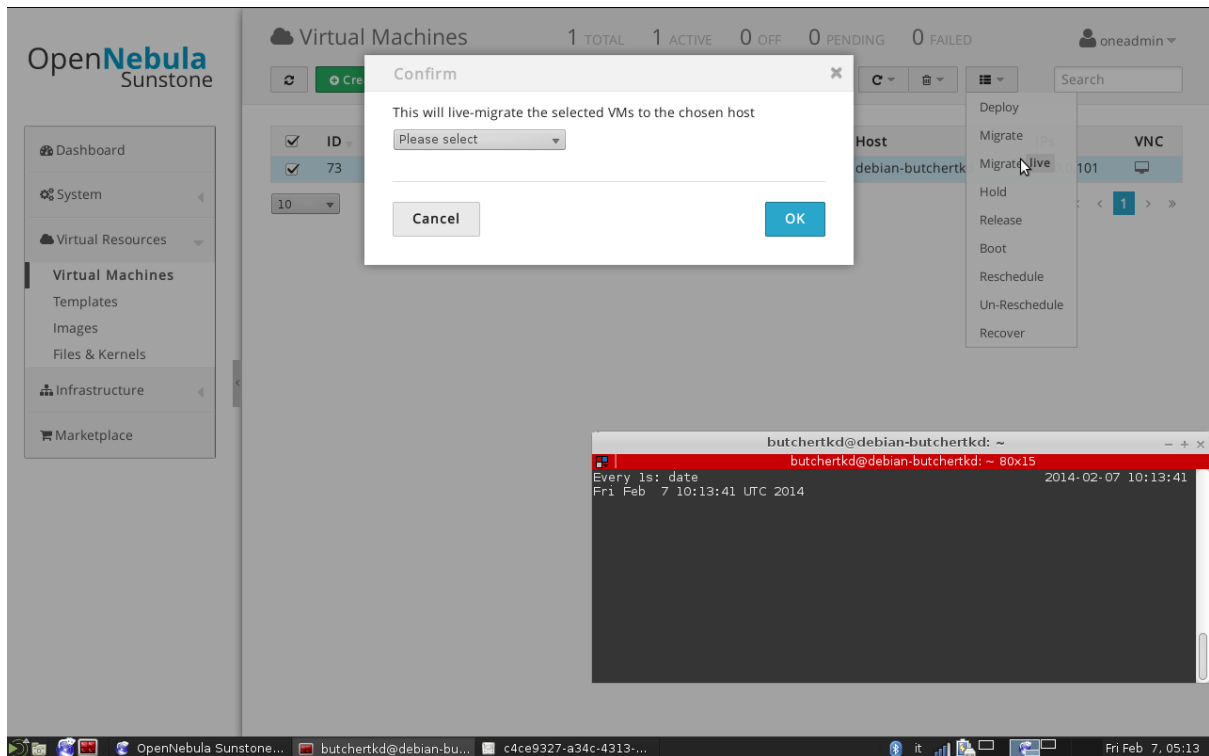 OpenNebula
Sunstone
Virtual Machines
1 TOTAL 1 ACTIVE 0 OFF 0 PENDING 0 FAILED
oneadmin
Cre
Search
Confirm
This will live-migrate the selected VMs to the chosen host
Please select
Cancel
OK
ID
Host
VNC
73
debian-butchertk
101
10
1
Deploy
Migrate
Migrate live
Hold
Release
Boot
Reschedule
Un-Reschedule
Recover
Dashboard
System
Virtual Resources
Virtual Machines
Templates
Images
Files & Kernels
Infrastructure
Marketplace
butchertkd@debian-butchertkd: ~
butchertkd@debian-butchertkd: ~ 80x15
Every 1s: date 2014-02-07 10:13:41
Fri Feb 7 10:13:41 UTC 2014
OpenNebula Sunstone...
butchertkd@debian-bu...
c4ce9327-a34c-4313-...
it
Fri Feb 7, 05:13